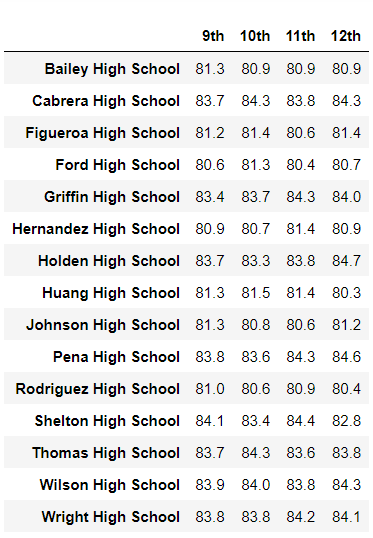 9th 10th 11th 12th
Bailey High School 81.3 80.9 80.9 80.9
Cabrera High School 83.7 84.3 83.8 84.3
Figueroa High School 81.2 81.4 80.6 81.4
Ford High School 80.6 81.3 80.4 80.7
Griffin High School 83.4 83.7 84.3 84.0
Hernandez High School 80.9 80.7 81.4 80.9
Holden High School 83.7 83.3 83.8 84.7
Huang High School 81.3 81.5 81.4 80.3
Johnson High School 81.3 80.8 80.6 81.2
Pena High School 83.8 83.6 84.3 84.6
Rodriguez High School 81.0 80.6 80.9 80.4
Shelton High School 84.1 83.4 84.4 82.8
Thomas High School 83.7 84.3 83.6 83.8
Wilson High School 83.9 84.0 83.8 84.3
Wright High School 83.8 83.8 84.2 84.1